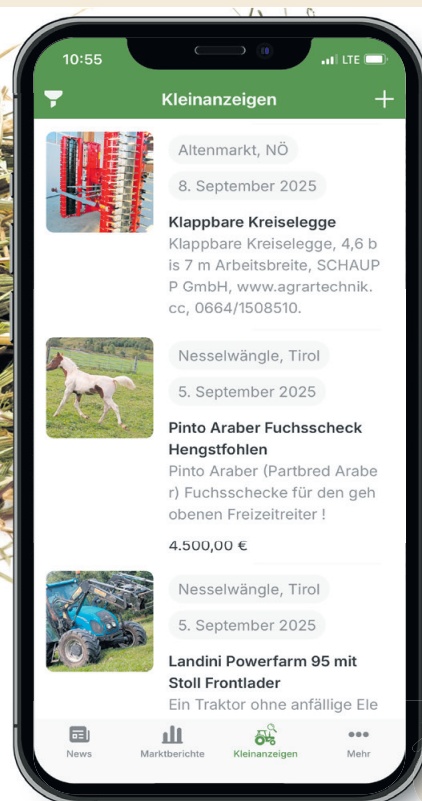 10:55
LTE
Kleinanzeigen
Altenmarkt, NÖ
8. September 2025
Klappbare Kreiselegge
Klappbare Kreiselegge, 4,6 b
is 7 m Arbeitsbreite, SCHAUP
P GmbH, www.agrartechnik.
cc, 0664/1508510.
Nesselwängle, Tirol
5. September 2025
Pinto Araber Fuchsscheck
Hengstfohlen
Pinto Araber (Partbred Arabe
r) Fuchsschecke für den geh
obenen Freizeitreiter !
4.500,00 €
Nesselwängle, Tirol
5. September 2025
Landini Powerfarm 95 mit
Stoll Frontlader
Ein Traktor ohne anfällige Ele
News
Marktberichte
Kleinanzeigen
Mehr